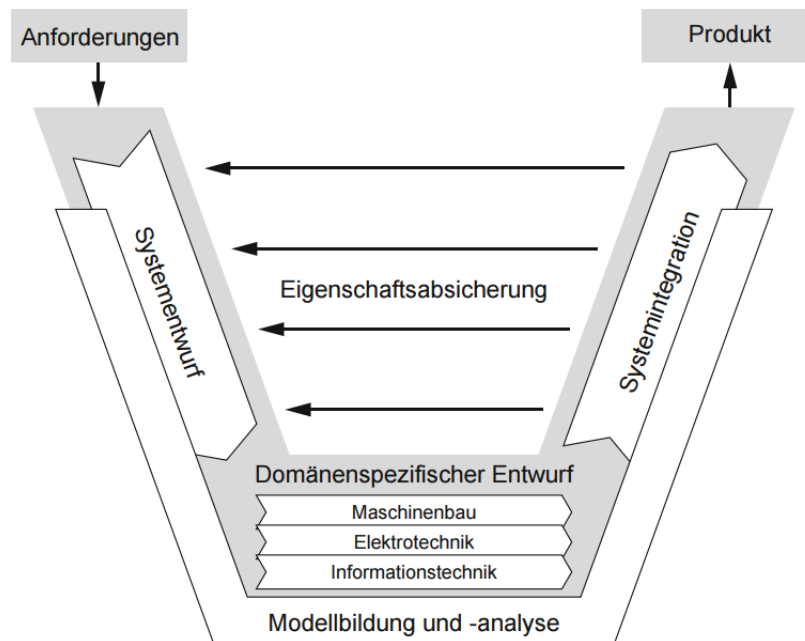 Anforderungen
Produkt
Systementwurf
Eigenschaftsabsicherung
Systemintegration
Domänenspezifischer Entwurf
Maschinenbau
Elektrotechnik
Informationstechnik
Modellbildung und -analyse